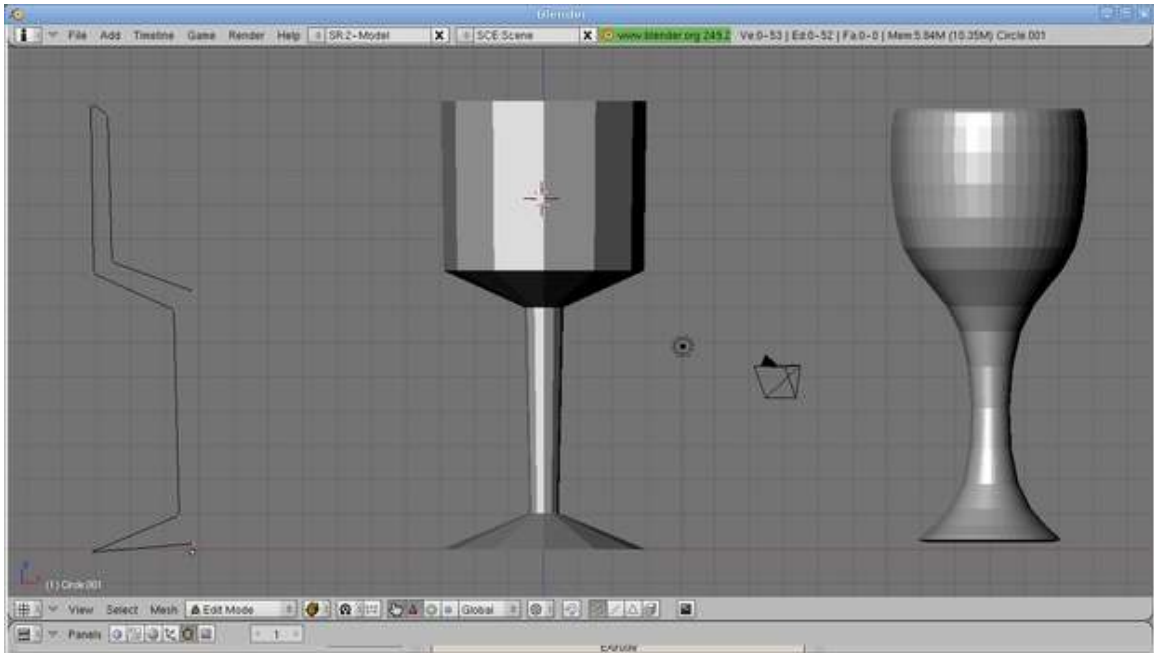 Blender
File Add Timeline Game Render Help SR:2-Model X SCE:Scene X www.blender.org 249.2 Ve:0-53 | Ed:0-52 | Fa:0-0 | Mem:5.84M (10.35M) Circle.001
(1) Circle.001
View Select Mesh Edit Mode Global
Panels 1
Extrude